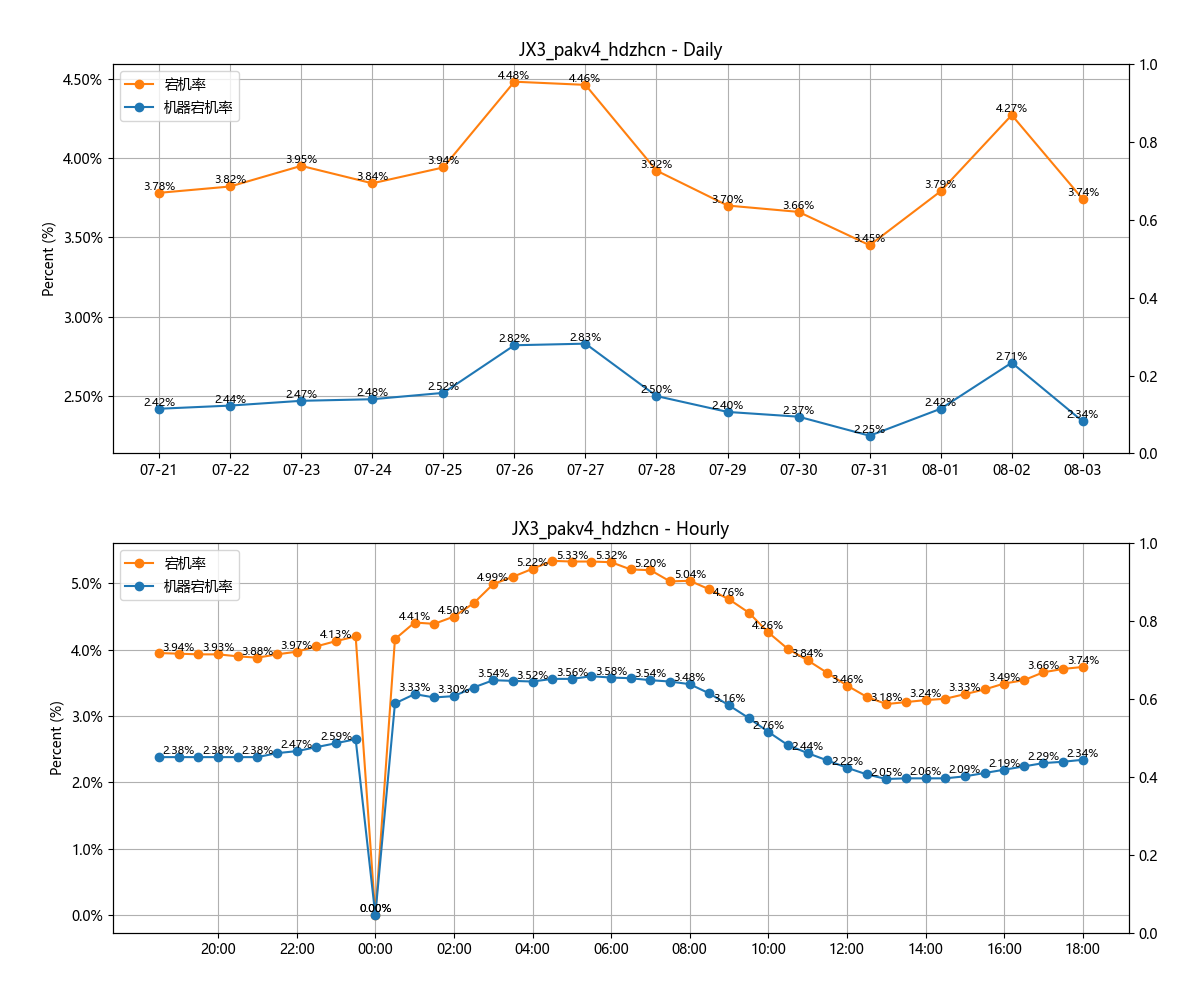 JX3_pakv4_hdzhcn - Daily
宕机率
机器宕机率
Percent (%)
4.50%
4.00%
3.50%
3.00%
2.50%
1.0
0.8
0.6
0.4
0.2
0.0
3.78% 3.82% 3.95% 3.84% 3.94% 4.48% 4.46% 3.92% 3.70% 3.66% 3.45% 3.79% 4.27% 3.74%
2.42% 2.44% 2.47% 2.48% 2.52% 2.82% 2.83% 2.50% 2.40% 2.37% 2.25% 2.42% 2.71% 2.34%
07-21 07-22 07-23 07-24 07-25 07-26 07-27 07-28 07-29 07-30 07-31 08-01 08-02 08-03
JX3_pakv4_hdzhcn - Hourly
宕机率
机器宕机率
Percent (%)
5.0%
4.0%
3.0%
2.0%
1.0%
0.0%
1.0
0.8
0.6
0.4
0.2
0.0
3.94% 3.93% 3.88% 3.97% 4.13% 0.00% 4.41% 4.50% 4.99% 5.22% 5.33% 5.32% 5.20% 5.04% 4.76% 4.26% 3.84% 3.46% 3.18% 3.24% 3.33% 3.49% 3.66% 3.74%
2.38% 2.38% 2.38% 2.47% 2.59% 0.00% 3.33% 3.30% 3.54% 3.52% 3.56% 3.58% 3.54% 3.48% 3.16% 2.76% 2.44% 2.22% 2.05% 2.06% 2.09% 2.19% 2.29% 2.34%
20:00 22:00 00:00 02:00 04:00 06:00 08:00 10:00 12:00 14:00 16:00 18:00